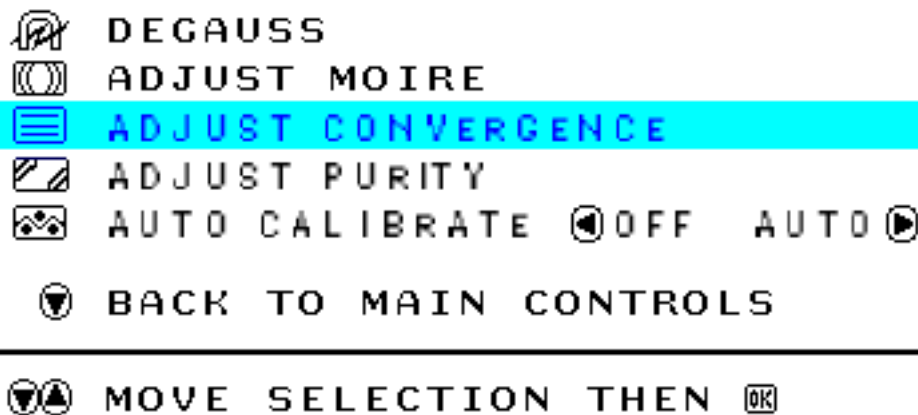 DEGAUSS
ADJUST MOIRE
ADJUST CONVERGENCE
ADJUST PURITY
AUTO CALIBRATE OFF AUTO
BACK TO MAIN CONTROLS
MOVE SELECTION THEN OK